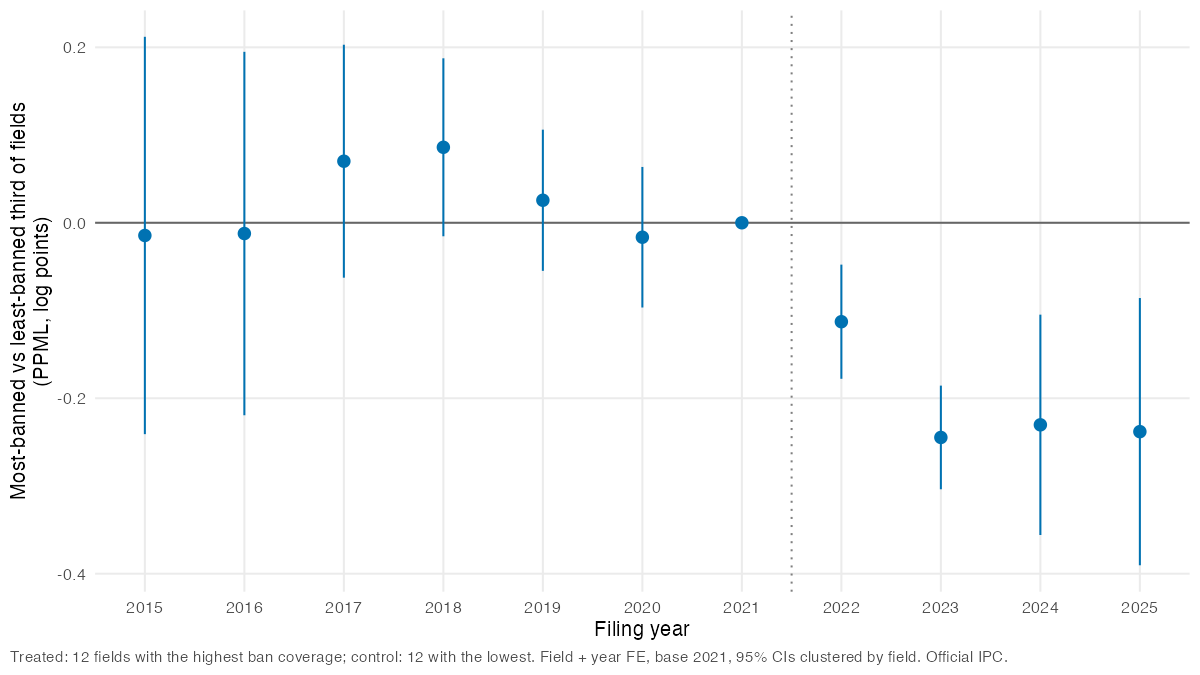 Most-banned vs least-banned third of fields
(PPML, log points)
0.2
0.0
-0.2
-0.4
2015 2016 2017 2018 2019 2020 2021 2022 2023 2024 2025
Filing year
Treated: 12 fields with the highest ban coverage; control: 12 with the lowest. Field + year FE, base 2021, 95% CIs clustered by field. Official IPC.